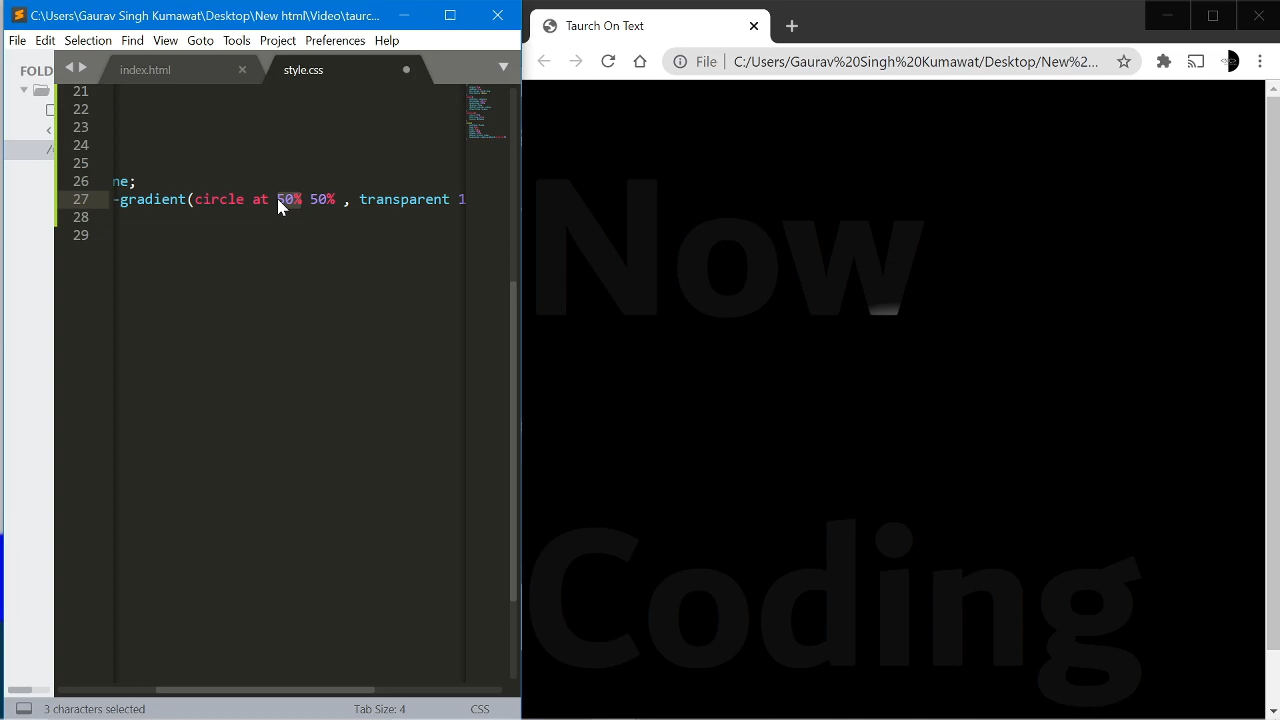 C:\Users\Gaurav Singh Kumawat\Desktop\New html\Video\taurc...
File Edit Selection Find View Goto Tools Project Preferences Help
FOLD
index.html
style.css
21
22
23
24
25
26 ne;
27 -gradient(circle at 50% 50% , transparent 1
28
29
3 characters selected
Tab Size: 4
CSS
Taurch On Text
File C:/Users/Gaurav%20Singh%20Kumawat/Desktop/New%2...
Now
Coding